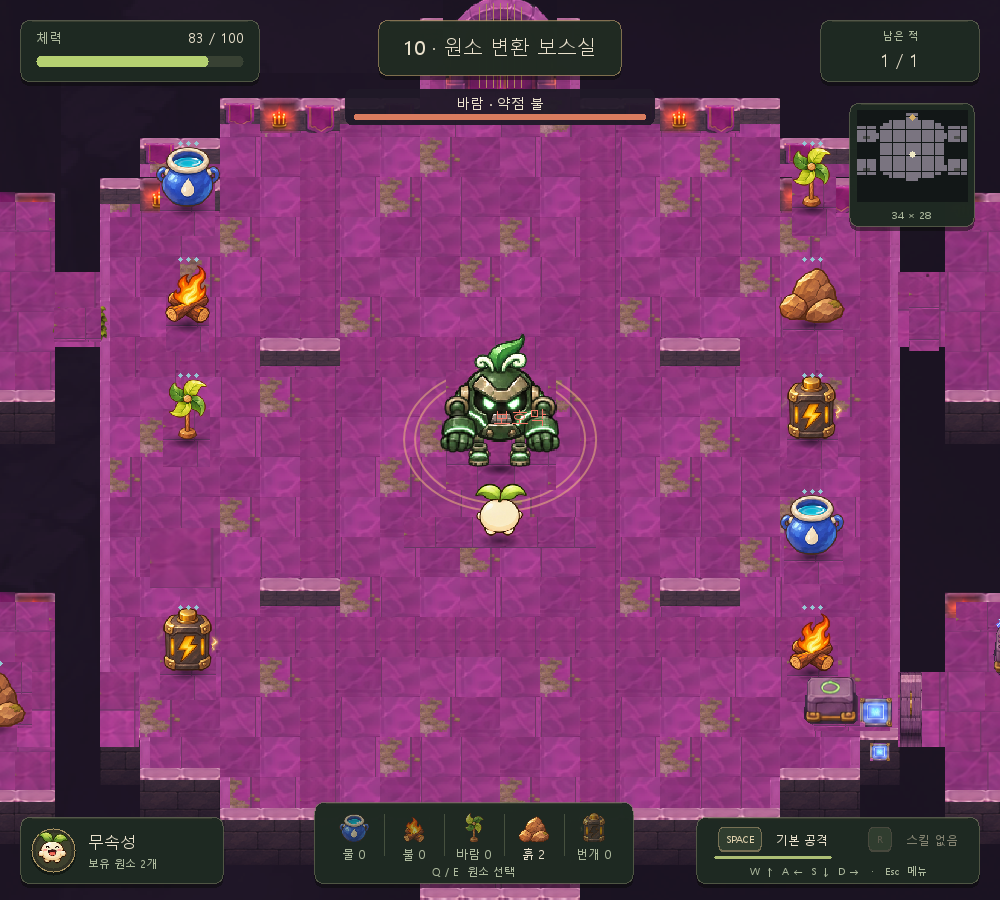 체력
83 / 100
10 · 원소 변환 보스실
남은 적
1 / 1
바람 · 약점 불
34 × 28
무속성
보유 원소 2개
물 0
불 0
바람 0
흙 2
번개 0
Q / E 원소 선택
SPACE
기본 공격
R
스킬 없음
W ↑ A ← S ↓ D → · Esc 메뉴